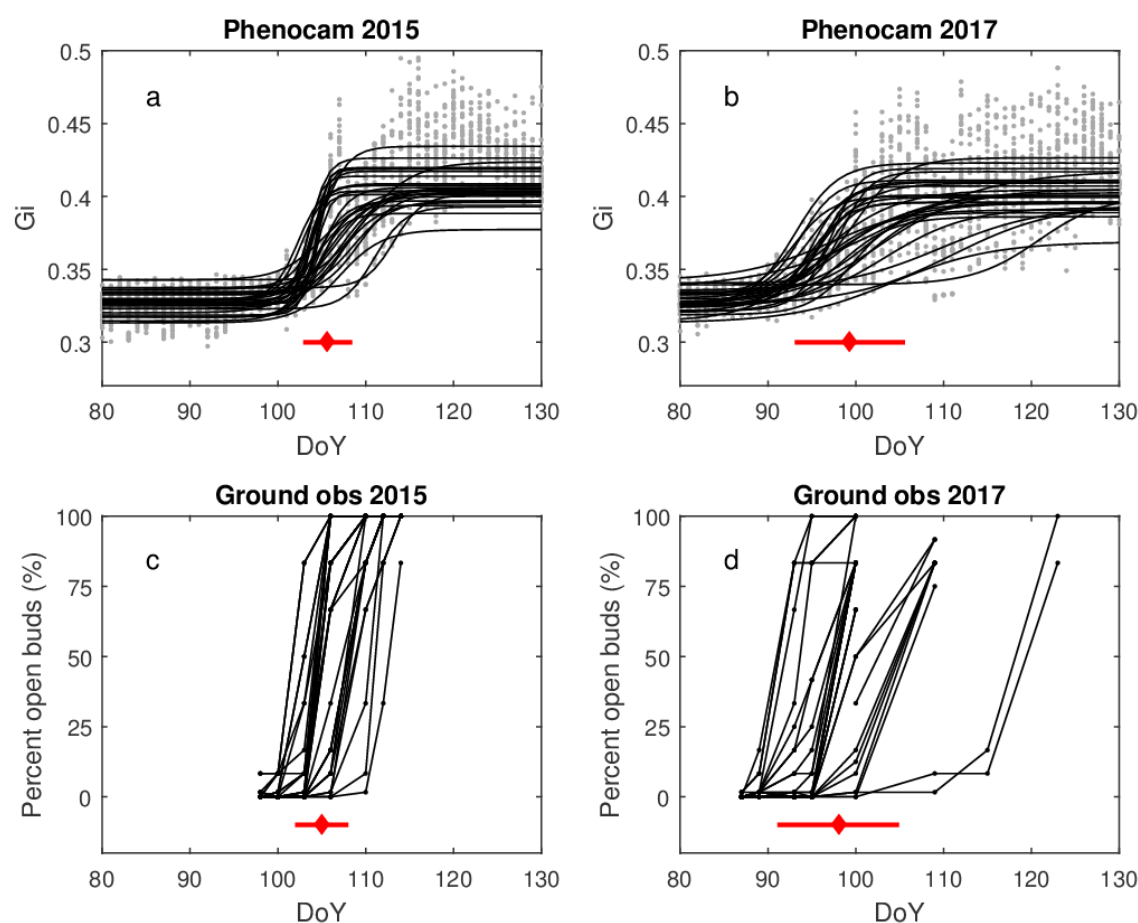 Phenocam 2015
0.5
0.45
0.4
0.35
0.3
Gi
a
80 90 100 110 120 130
DoY
Phenocam 2017
0.5
0.45
0.4
0.35
0.3
Gi
b
80 90 100 110 120 130
DoY
Ground obs 2015
100
75
50
25
0
Percent open buds (%)
c
80 90 100 110 120 130
DoY
Ground obs 2017
100
75
50
25
0
Percent open buds (%)
d
80 90 100 110 120 130
DoY